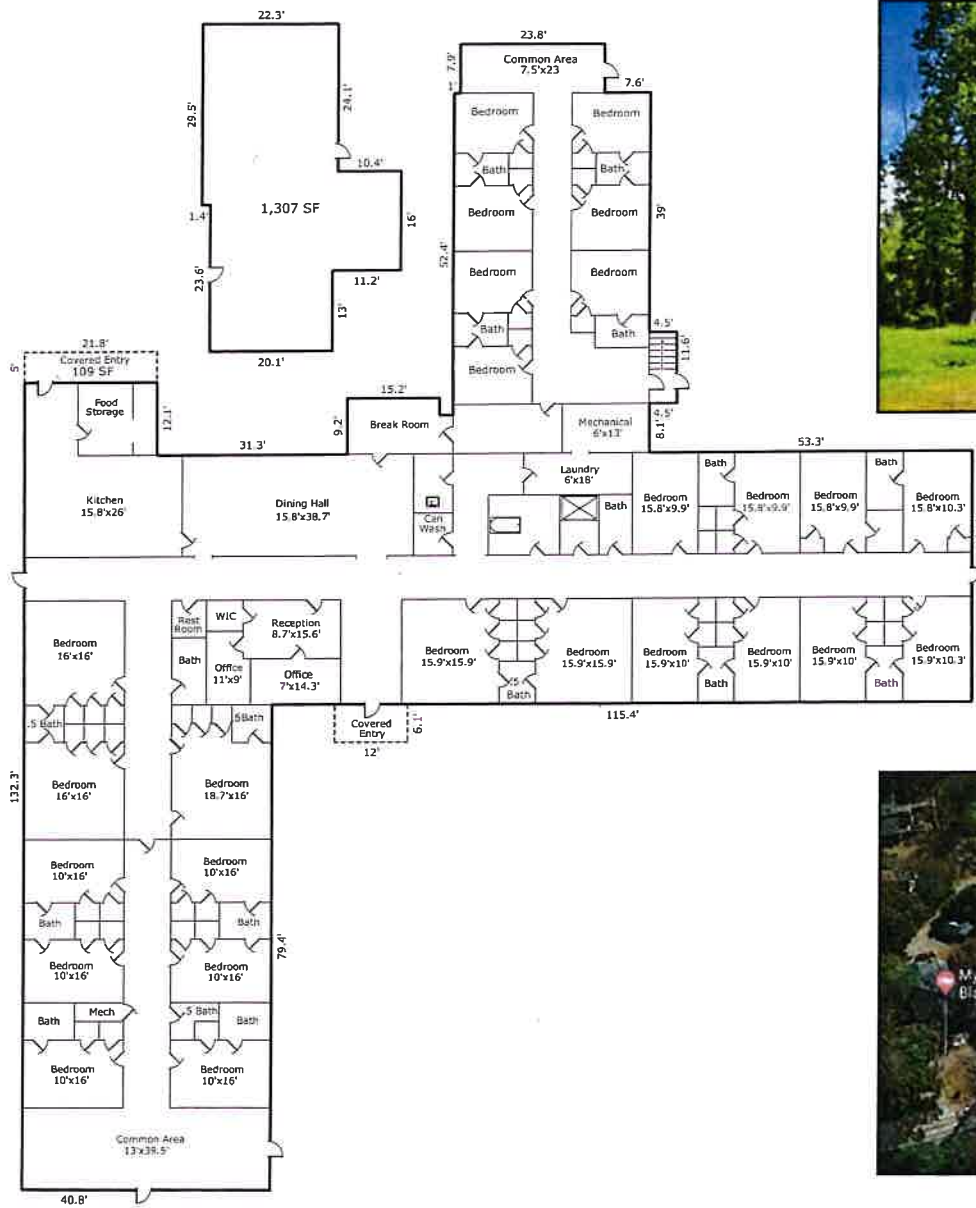 22.3'
29.5'
24.1'
10.4'
1.4'
1,307 SF
16'
23.6'
11.2'
13'
20.1'
23.8'
7.9'
Common Area
7.5'x23
7.6'
Bedroom
Bedroom
Bath
Bath
Bedroom
Bedroom
39'
52.4'
Bedroom
Bedroom
Bath
Bath
4.5'
11.6'
Bedroom
4.5'
8.1'
21.8'
5'
Covered Entry
109 SF
Food
Storage
12.1'
31.3'
15.2'
9.2'
Break Room
Mechanical
6'x13'
53.3'
Kitchen
15.8'x26'
Dining Hall
15.8'x38.7'
Can
Wash
Laundry
6'x18'
Bath
Bedroom
15.8'x9.9'
Bath
Bedroom
15.8'x9.9'
Bedroom
15.8'x9.9'
Bath
Bedroom
15.8'x10.3'
Bedroom
16'x16'
Rest
Room
WIC
Reception
8.7'x15.6'
Bath
Office
11'x9'
Office
7'x14.3'
Bedroom
15.9'x15.9'
.5
Bath
Bedroom
15.9'x15.9'
Bedroom
15.9'x10'
Bath
Bedroom
15.9'x10'
Bedroom
15.9'x10'
Bath
Bedroom
15.9'x10.3'
.5 Bath
.5Bath
Covered
Entry
6.1'
12'
115.4'
132.3'
Bedroom
16'x16'
Bedroom
18.7'x16'
Bedroom
10'x16'
Bedroom
10'x16'
Bath
Bath
79.4'
Bedroom
10'x16'
Bedroom
10'x16'
Bath
Mech
.5 Bath
Bath
Bedroom
10'x16'
Bedroom
10'x16'
Common Area
13'x39.5'
40.8'